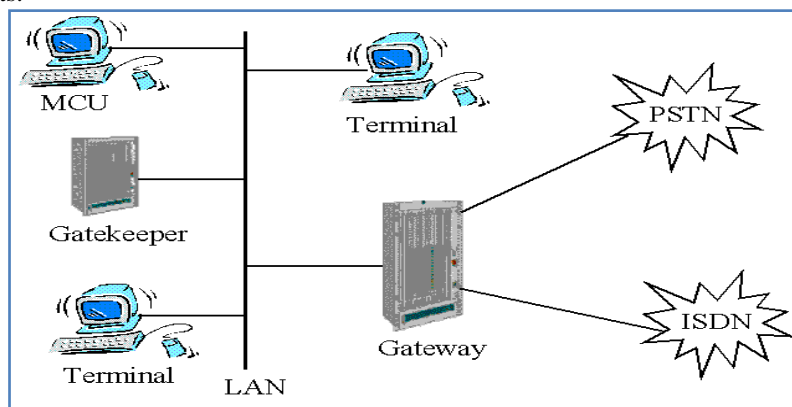 MCU
Terminal
PSTN
Gatekeeper
Terminal
LAN
Gateway
ISDN